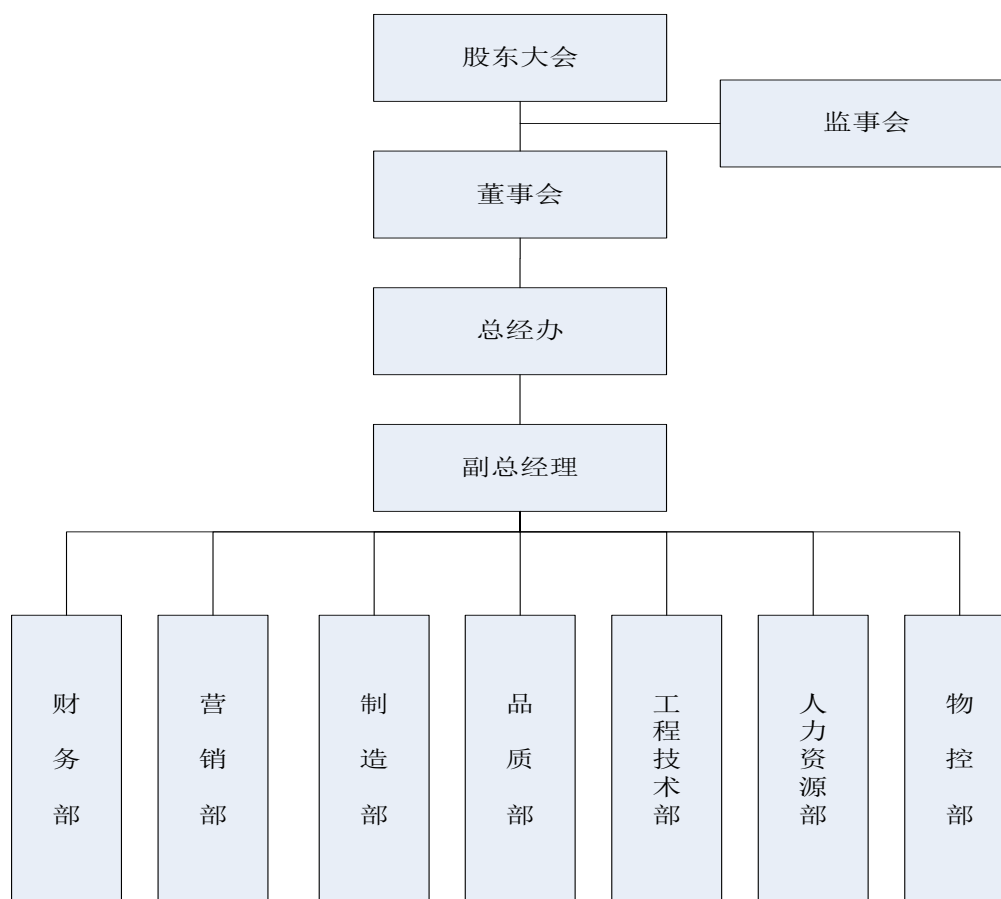 股东大会
监事会
董事会
总经办
副总经理
财务部
营销部
制造部
品质部
工程技术部
人力资源部
物控部